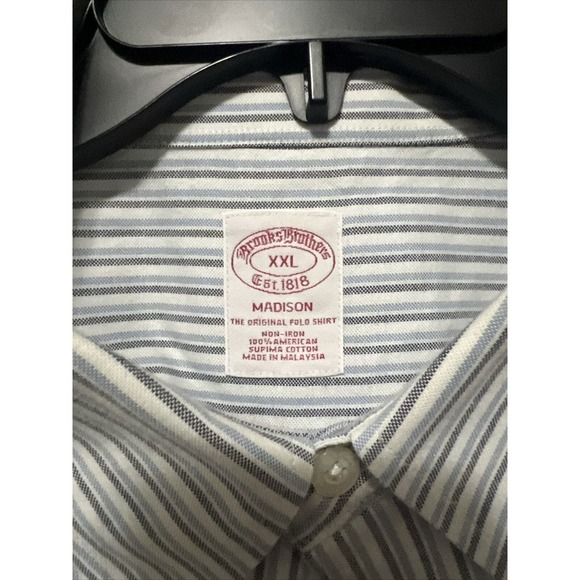 Brooks Brothers
XXL
Est. 1818
MADISON
THE ORIGINAL POLO SHIRT
NON-IRON
100% AMERICAN
SUPIMA COTTON
MADE IN MALAYSIA